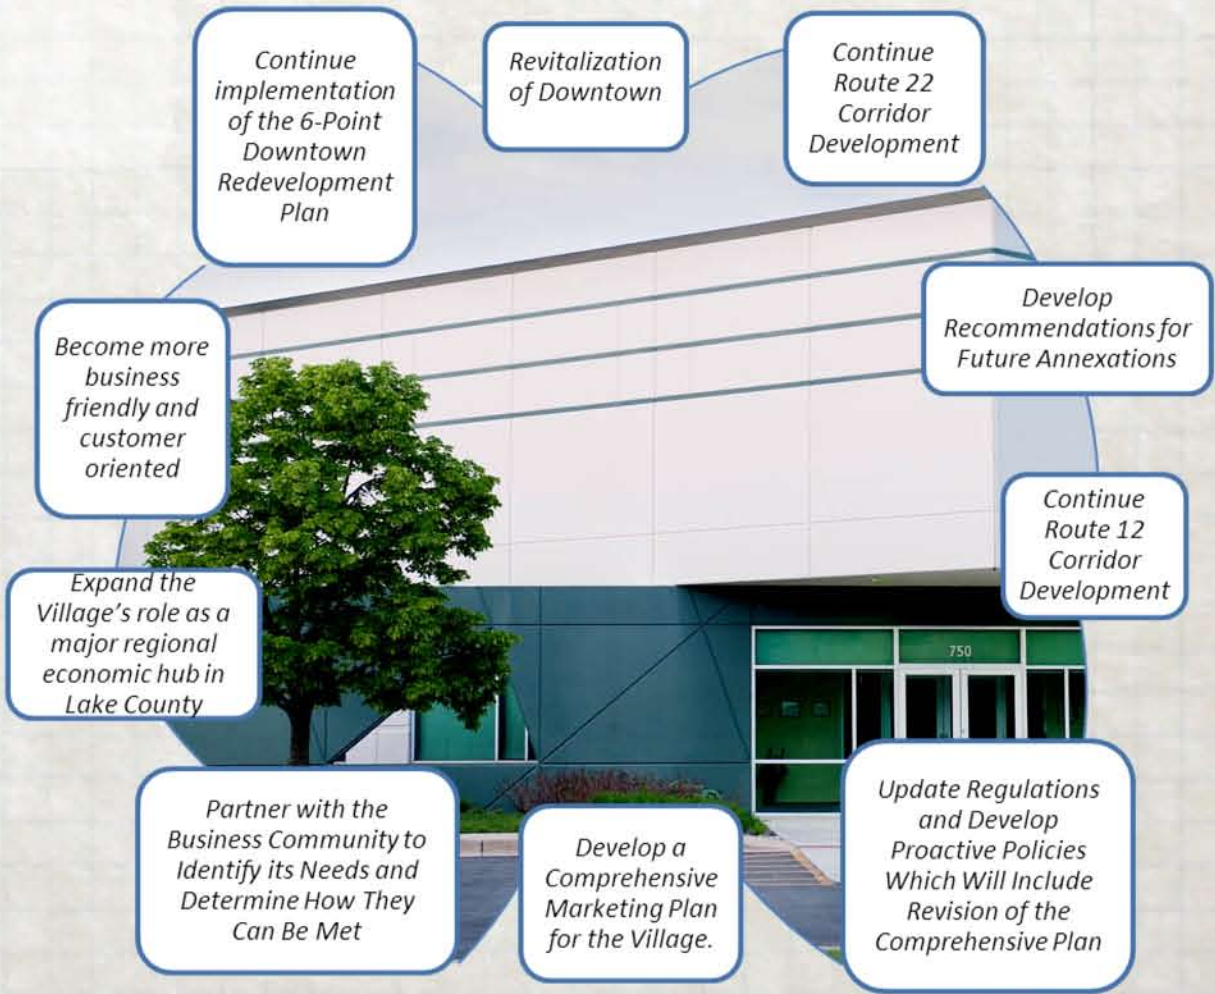 Continue
implementation
of the 6-Point
Downtown
Redevelopment
Plan
Revitalization
of Downtown
Continue
Route 22
Corridor
Development
Become more
business
friendly and
customer
oriented
Develop
Recommendations for
Future Annexations
Continue
Route 12
Corridor
Development
Expand the
Village's role as a
major regional
economic hub in
Lake County
750
Partner with the
Business Community to
Identify its Needs and
Determine How They
Can Be Met
Develop a
Comprehensive
Marketing Plan
for the Village.
Update Regulations
and Develop
Proactive Policies
Which Will Include
Revision of the
Comprehensive Plan